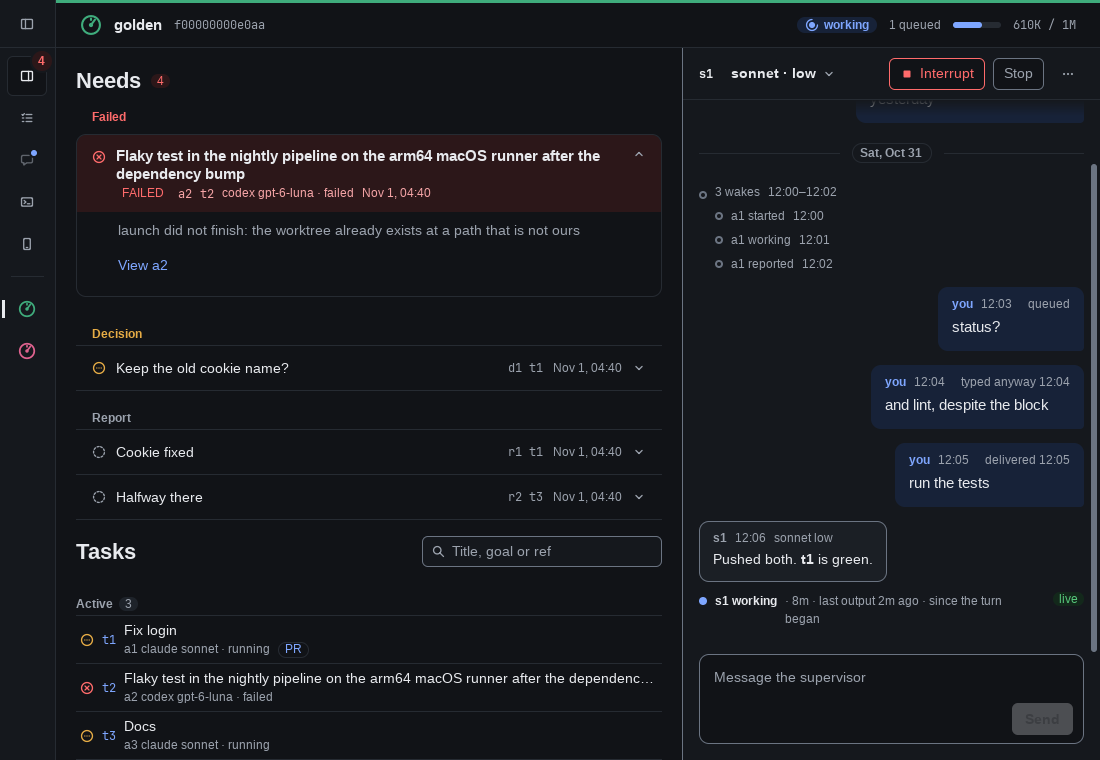 golden f00000000e0aa
working 1 queued 610K / 1M
4
Needs 4
Failed
Flaky test in the nightly pipeline on the arm64 macOS runner after the
dependency bump
FAILED a2 t2 codex gpt-6-luna · failed Nov 1, 04:40
launch did not finish: the worktree already exists at a path that is not ours
View a2
Decision
Keep the old cookie name? d1 t1 Nov 1, 04:40
Report
Cookie fixed r1 t1 Nov 1, 04:40
Halfway there r2 t3 Nov 1, 04:40
Tasks
Title, goal or ref
Active 3
t1 Fix login
a1 claude sonnet · running PR
t2 Flaky test in the nightly pipeline on the arm64 macOS runner after the dependenc…
a2 codex gpt-6-luna · failed
t3 Docs
a3 claude sonnet · running
s1 sonnet · low
Interrupt
Stop
yesterday
Sat, Oct 31
3 wakes 12:00–12:02
a1 started 12:00
a1 working 12:01
a1 reported 12:02
you 12:03 queued
status?
you 12:04 typed anyway 12:04
and lint, despite the block
you 12:05 delivered 12:05
run the tests
s1 12:06 sonnet low
Pushed both. t1 is green.
s1 working · 8m · last output 2m ago · since the turn
began
live
Message the supervisor
Send